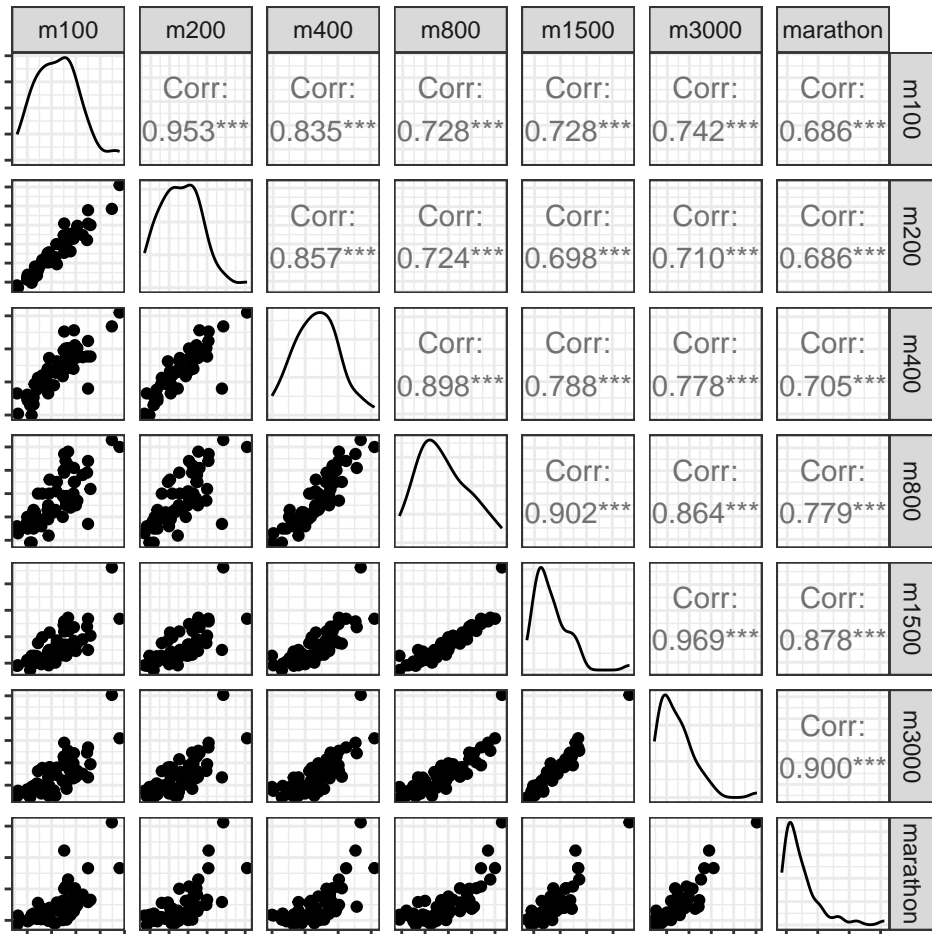 m100 m200 m400 m800 m1500 m3000 marathon
Corr: Corr: Corr: Corr: Corr: Corr:
0.953*** 0.835*** 0.728*** 0.728*** 0.742*** 0.686***
m100
Corr: Corr: Corr: Corr: Corr:
0.857*** 0.724*** 0.698*** 0.710*** 0.686***
m200
Corr: Corr: Corr: Corr:
0.898*** 0.788*** 0.778*** 0.705***
m400
Corr: Corr: Corr:
0.902*** 0.864*** 0.779***
m800
Corr: Corr:
0.969*** 0.878***
m1500
Corr:
0.900***
m3000
marathon